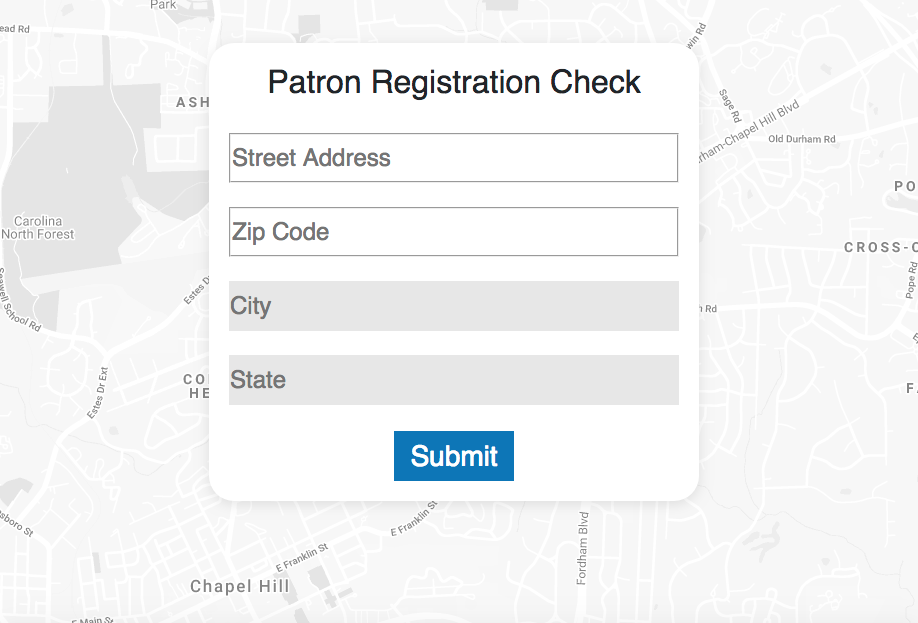 Park
ead Rd
win Rd
ASH
Sage Rd
rham-Chapel Hill Blvd
Old Durham Rd
Patron Registration Check
Street Address
Zip Code
City
State
Submit
PO
Carolina
North Forest
CROSS-C
Pope Rd
Seawell School Rd
Estes D
n Rd
CO
HE
Estes Dr Ext
FA
sboro St
E Franklin St
E Franklin St
Fordham Blvd
Chapel Hill
E Main St